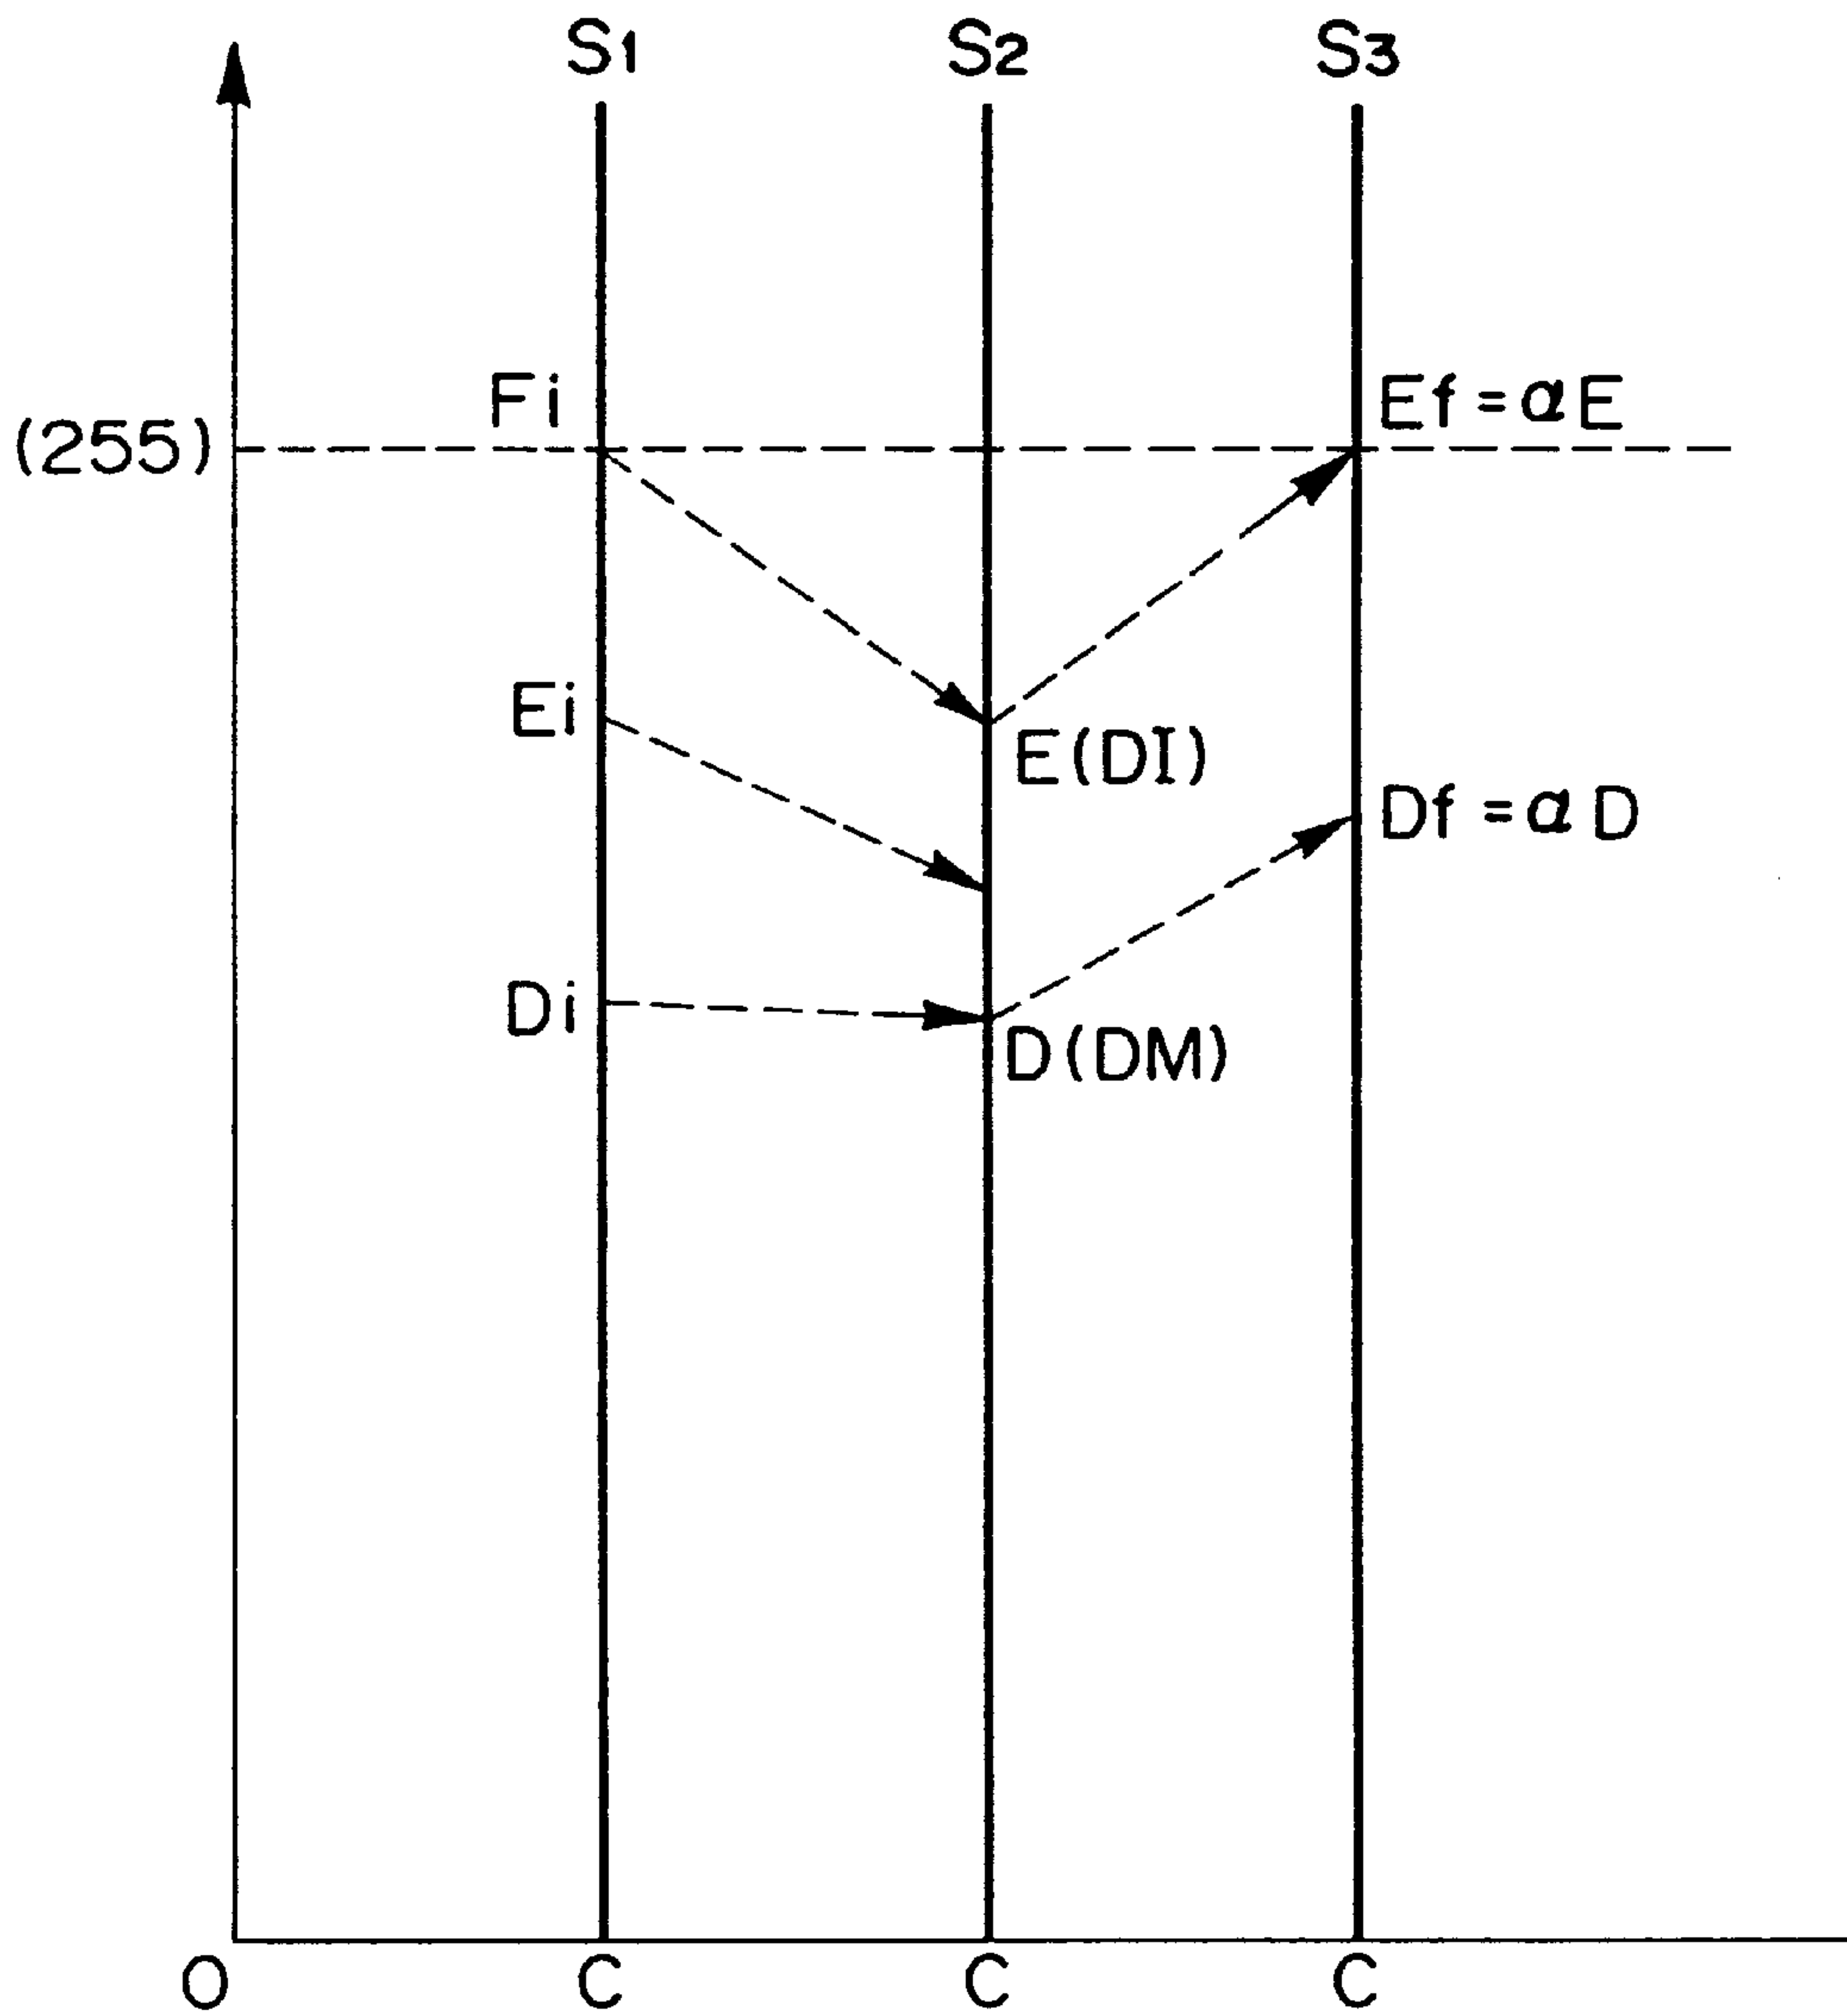 S1 S2 S3
Fi Ef = αE
(255)
Ei E(DI)
Df = αD
Di D(DM)
O C C C